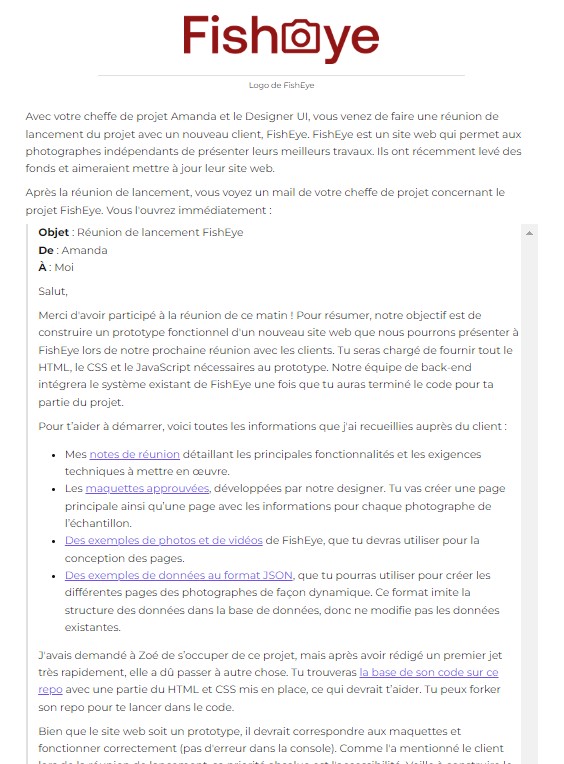 FishEye
Logo de FishEye
Avec votre cheffe de projet Amanda et le Designer UI, vous venez de faire une réunion de
lancement du projet avec un nouveau client, FishEye. FishEye est un site web qui permet aux
photographes indépendants de présenter leurs meilleurs travaux. Ils ont récemment levé des
fonds et aimeraient mettre à jour leur site web.
Après la réunion de lancement, vous voyez un mail de votre cheffe de projet concernant le
projet FishEye. Vous l'ouvrez immédiatement :
Objet : Réunion de lancement FishEye
De : Amanda
À : Moi
Salut,
Merci d'avoir participé à la réunion de ce matin ! Pour résumer, notre objectif est de
construire un prototype fonctionnel d'un nouveau site web que nous pourrons présenter à
FishEye lors de notre prochaine réunion avec les clients. Tu seras chargé de fournir tout le
HTML, le CSS et le JavaScript nécessaires au prototype. Notre équipe de back-end
intégrera le système existant de FishEye une fois que tu auras terminé le code pour ta
partie du projet.
Pour t'aider à démarrer, voici toutes les informations que j'ai recueillies auprès du client :
• Mes notes de réunion détaillant les principales fonctionnalités et les exigences
techniques à mettre en œuvre.
• Les maquettes approuvées, développées par notre designer. Tu vas créer une page
principale ainsi qu'une page avec les informations pour chaque photographe de
l'échantillon.
• Des exemples de photos et de vidéos de FishEye, que tu devras utiliser pour la
conception des pages.
• Des exemples de données au format JSON, que tu pourras utiliser pour créer les
différentes pages des photographes de façon dynamique. Ce format imite la
structure des données dans la base de données, donc ne modifie pas les données
existantes.
J'avais demandé à Zoé de s'occuper de ce projet, mais après avoir rédigé un premier jet
très rapidement, elle a dû passer à autre chose. Tu trouveras la base de son code sur ce
repo avec une partie du HTML et CSS mis en place, ce qui devrait t'aider. Tu peux forker
son repo pour te lancer dans le code.
Bien que le site web soit un prototype, il devrait correspondre aux maquettes et
fonctionner correctement (pas d'erreur dans la console). Comme l'a mentionné le client